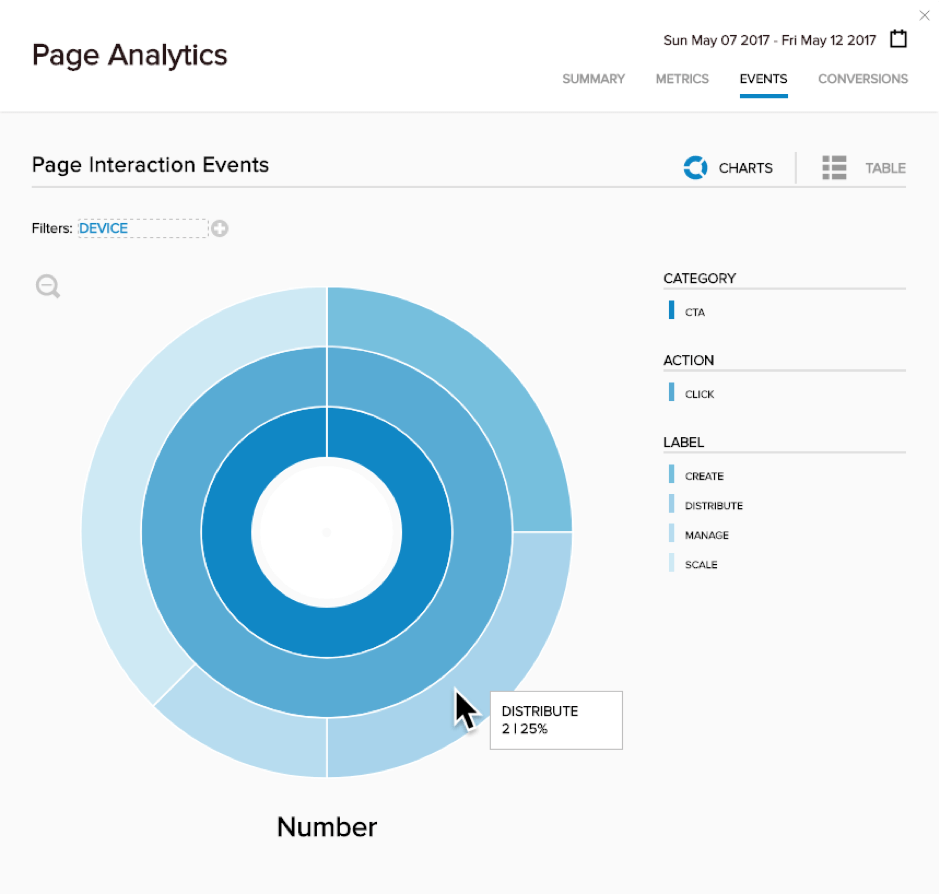 Page Analytics
Sun May 07 2017 - Fri May 12 2017
SUMMARY METRICS EVENTS CONVERSIONS
Page Interaction Events
CHARTS TABLE
Filters: DEVICE
CATEGORY
CTA
ACTION
CLICK
LABEL
CREATE
DISTRIBUTE
MANAGE
SCALE
DISTRIBUTE
2 | 25%
Number